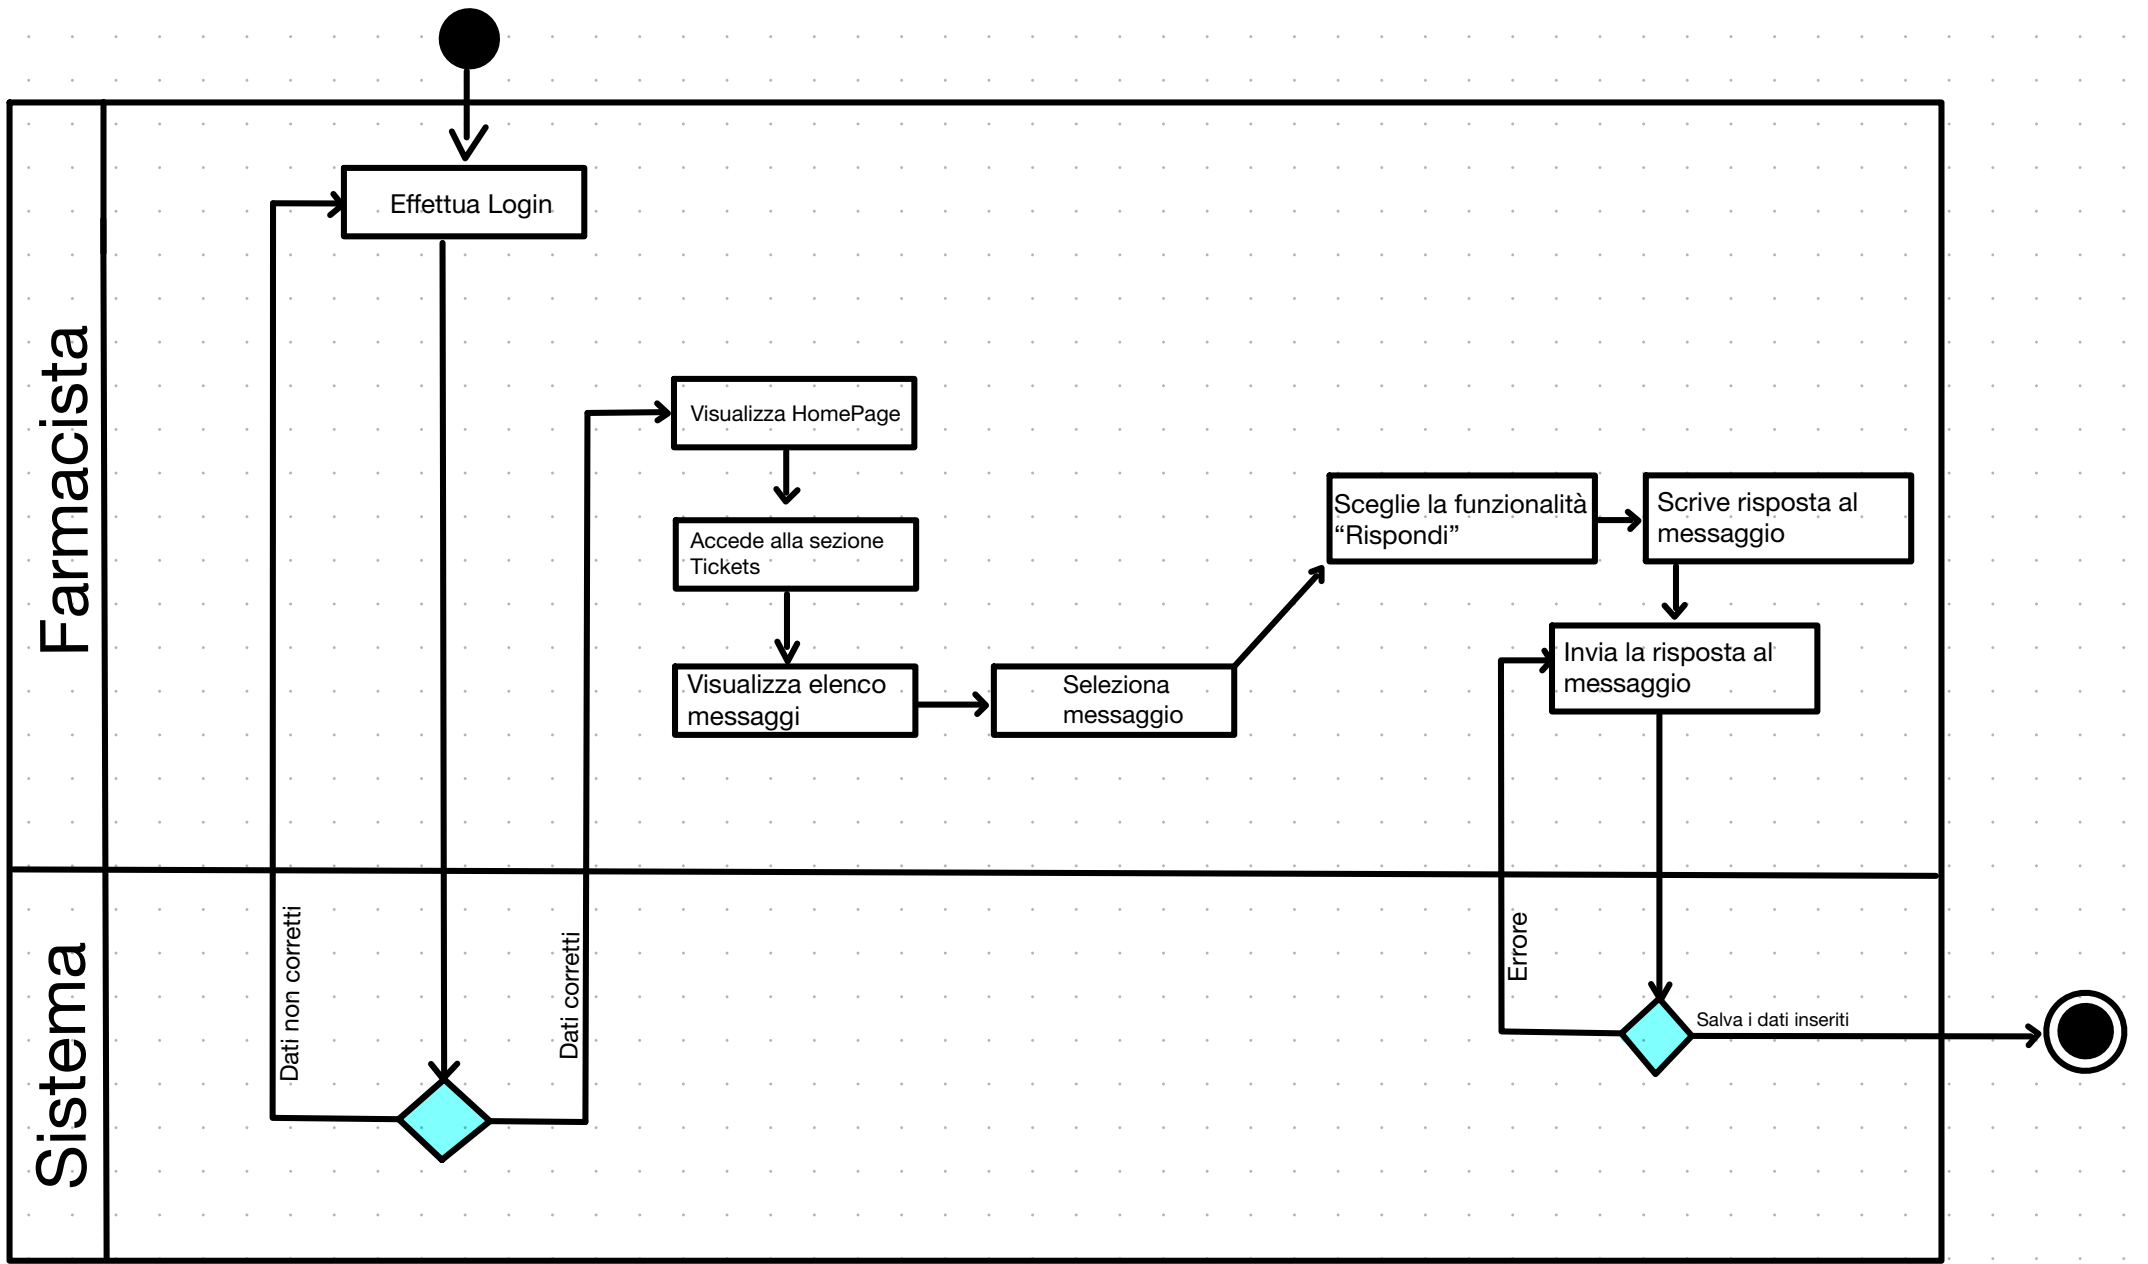 Farmacista
Effettua Login
Visualizza HomePage
Accede alla sezione
Tickets
Visualizza elenco
messaggi
Seleziona
messaggio
Sceglie la funzionalità
“Rispondi”
Scrive risposta al
messaggio
Invia la risposta al
messaggio
Sistema
Dati non corretti
Dati corretti
Errore
Salva i dati inseriti